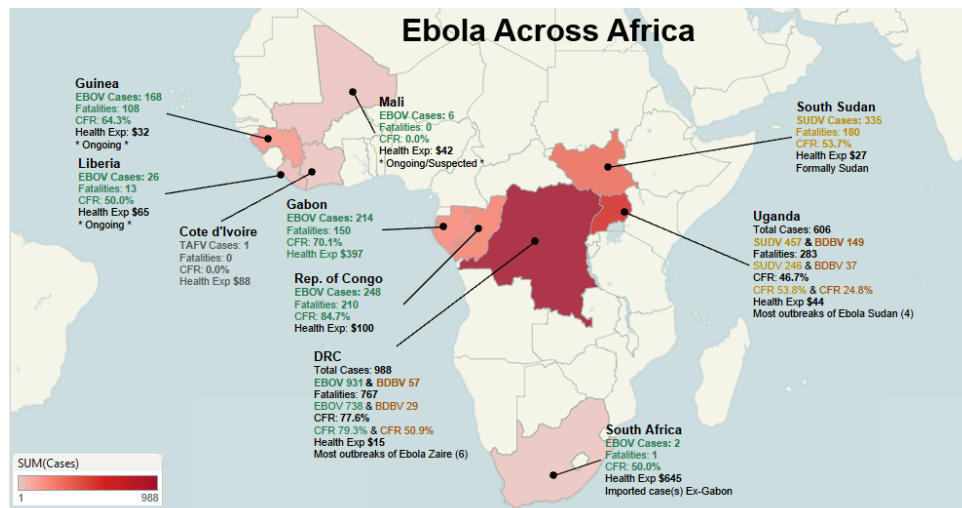 Ebola Across Africa
Guinea
EBOV Cases: 168
Fatalities: 108
CFR: 64.3%
Health Exp: $32
* Ongoing *
Liberia
EBOV Cases: 26
Fatalities: 13
CFR: 50.0%
Health Exp $65
* Ongoing *
Mali
EBOV Cases: 6
Fatalities: 0
CFR: 0.0%
Health Exp: $42
* Ongoing/Suspected *
Cote d'Ivoire
TAFV Cases: 1
Fatalities: 0
CFR: 0.0%
Health Exp: $88
Gabon
EBOV Cases: 214
Fatalities: 150
CFR: 70.1%
Health Exp: $397
Rep. of Congo
EBOV Cases: 248
Fatalities: 210
CFR: 84.7%
Health Exp: $100
DRC
Total Cases: 988
EBOV 931 & BDBV 57
Fatalities: 767
EBOV 738 & BDBV 29
CFR: 77.6%
CFR 79.3% & CFR 50.9%
Health Exp $15
Most outbreaks of Ebola Zaire (6)
South Sudan
SUDV Cases: 335
Fatalities: 180
CFR: 53.7%
Health Exp $27
Formally Sudan
Uganda
Total Cases: 606
SUDV 457 & BDBV 149
Fatalities: 283
SUDV 246 & BDBV 37
CFR: 46.7%
CFR 53.8% & CFR 24.8%
Health Exp $44
Most outbreaks of Ebola Sudan (4)
South Africa
EBOV Cases: 2
Fatalities: 1
CFR: 50.0%
Health Exp $645
Imported case(s) Ex-Gabon
SUM(Cases)
1 988